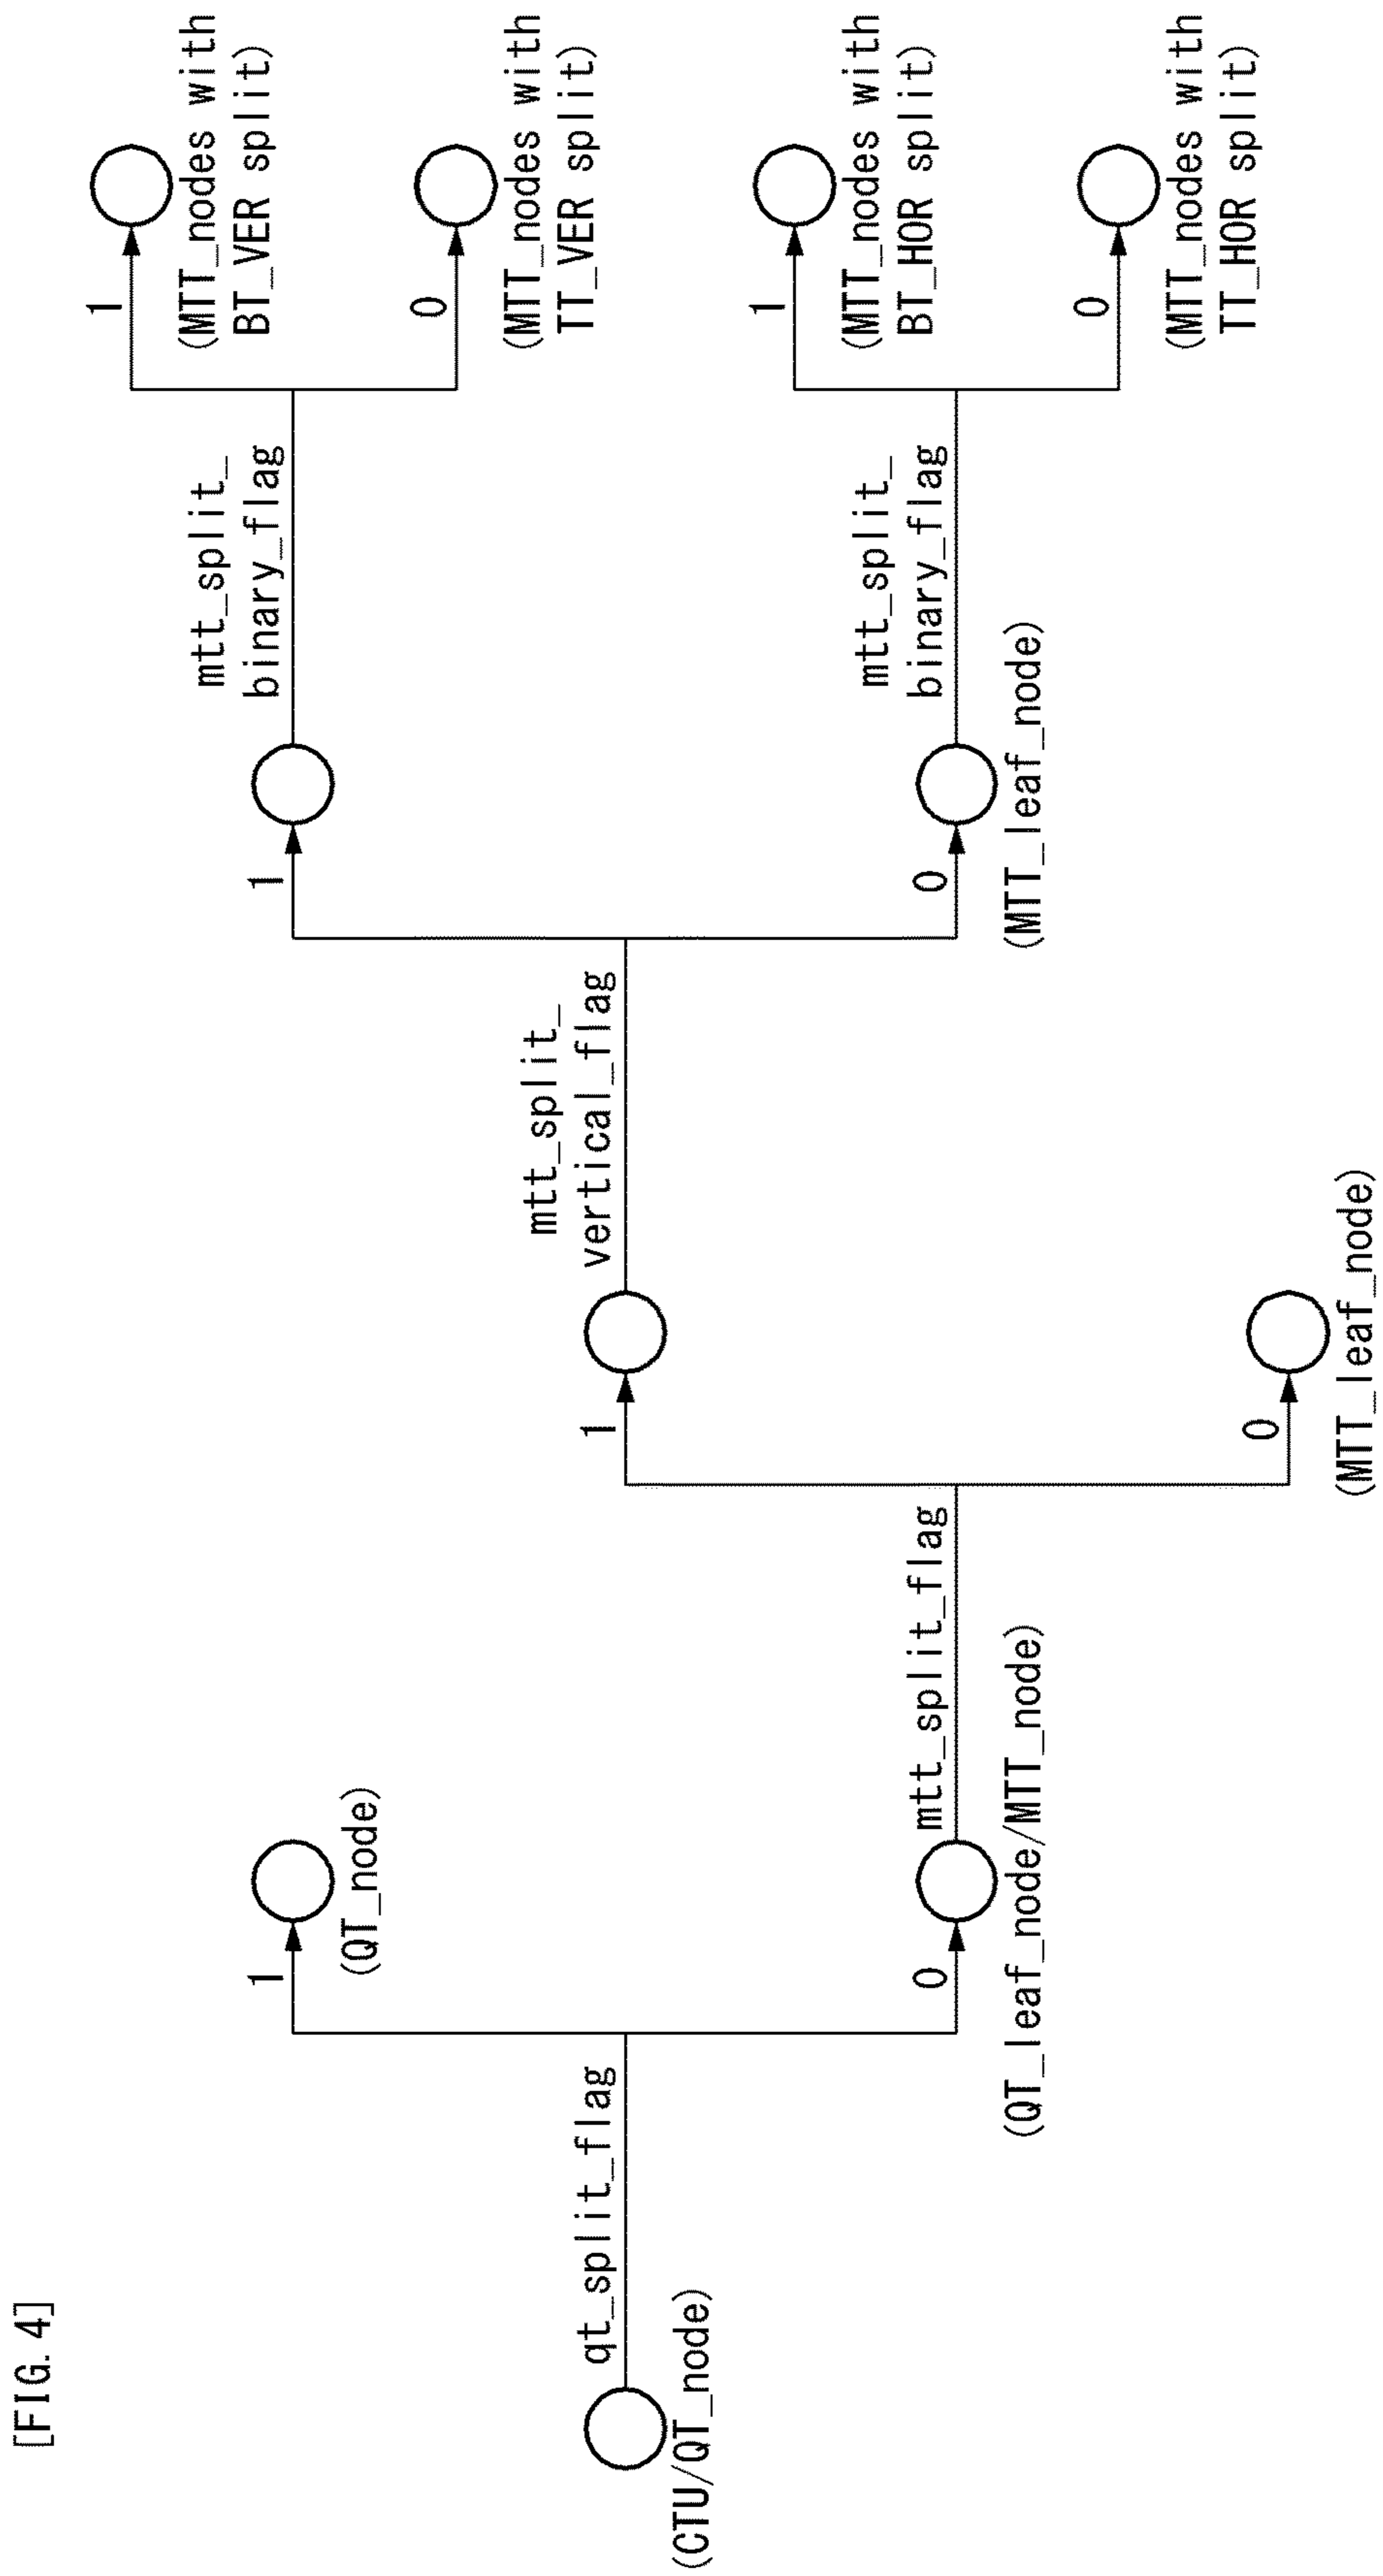 [FIG. 4]
(CTU/QT_node)
qt_split_flag
1
(QT_node)
0
(QT_leaf_node/MTT_node)
mtt_split_flag
1
0
(MTT_leaf_node)
mtt_split_
vertical_flag
1
0
(MTT_leaf_node)
mtt_split_
binary_flag
1
(MTT_nodes with
BT_VER split)
0
(MTT_nodes with
TT_VER split)
mtt_split_
binary_flag
1
(MTT_nodes with
BT_HOR split)
0
(MTT_nodes with
TT_HOR split)